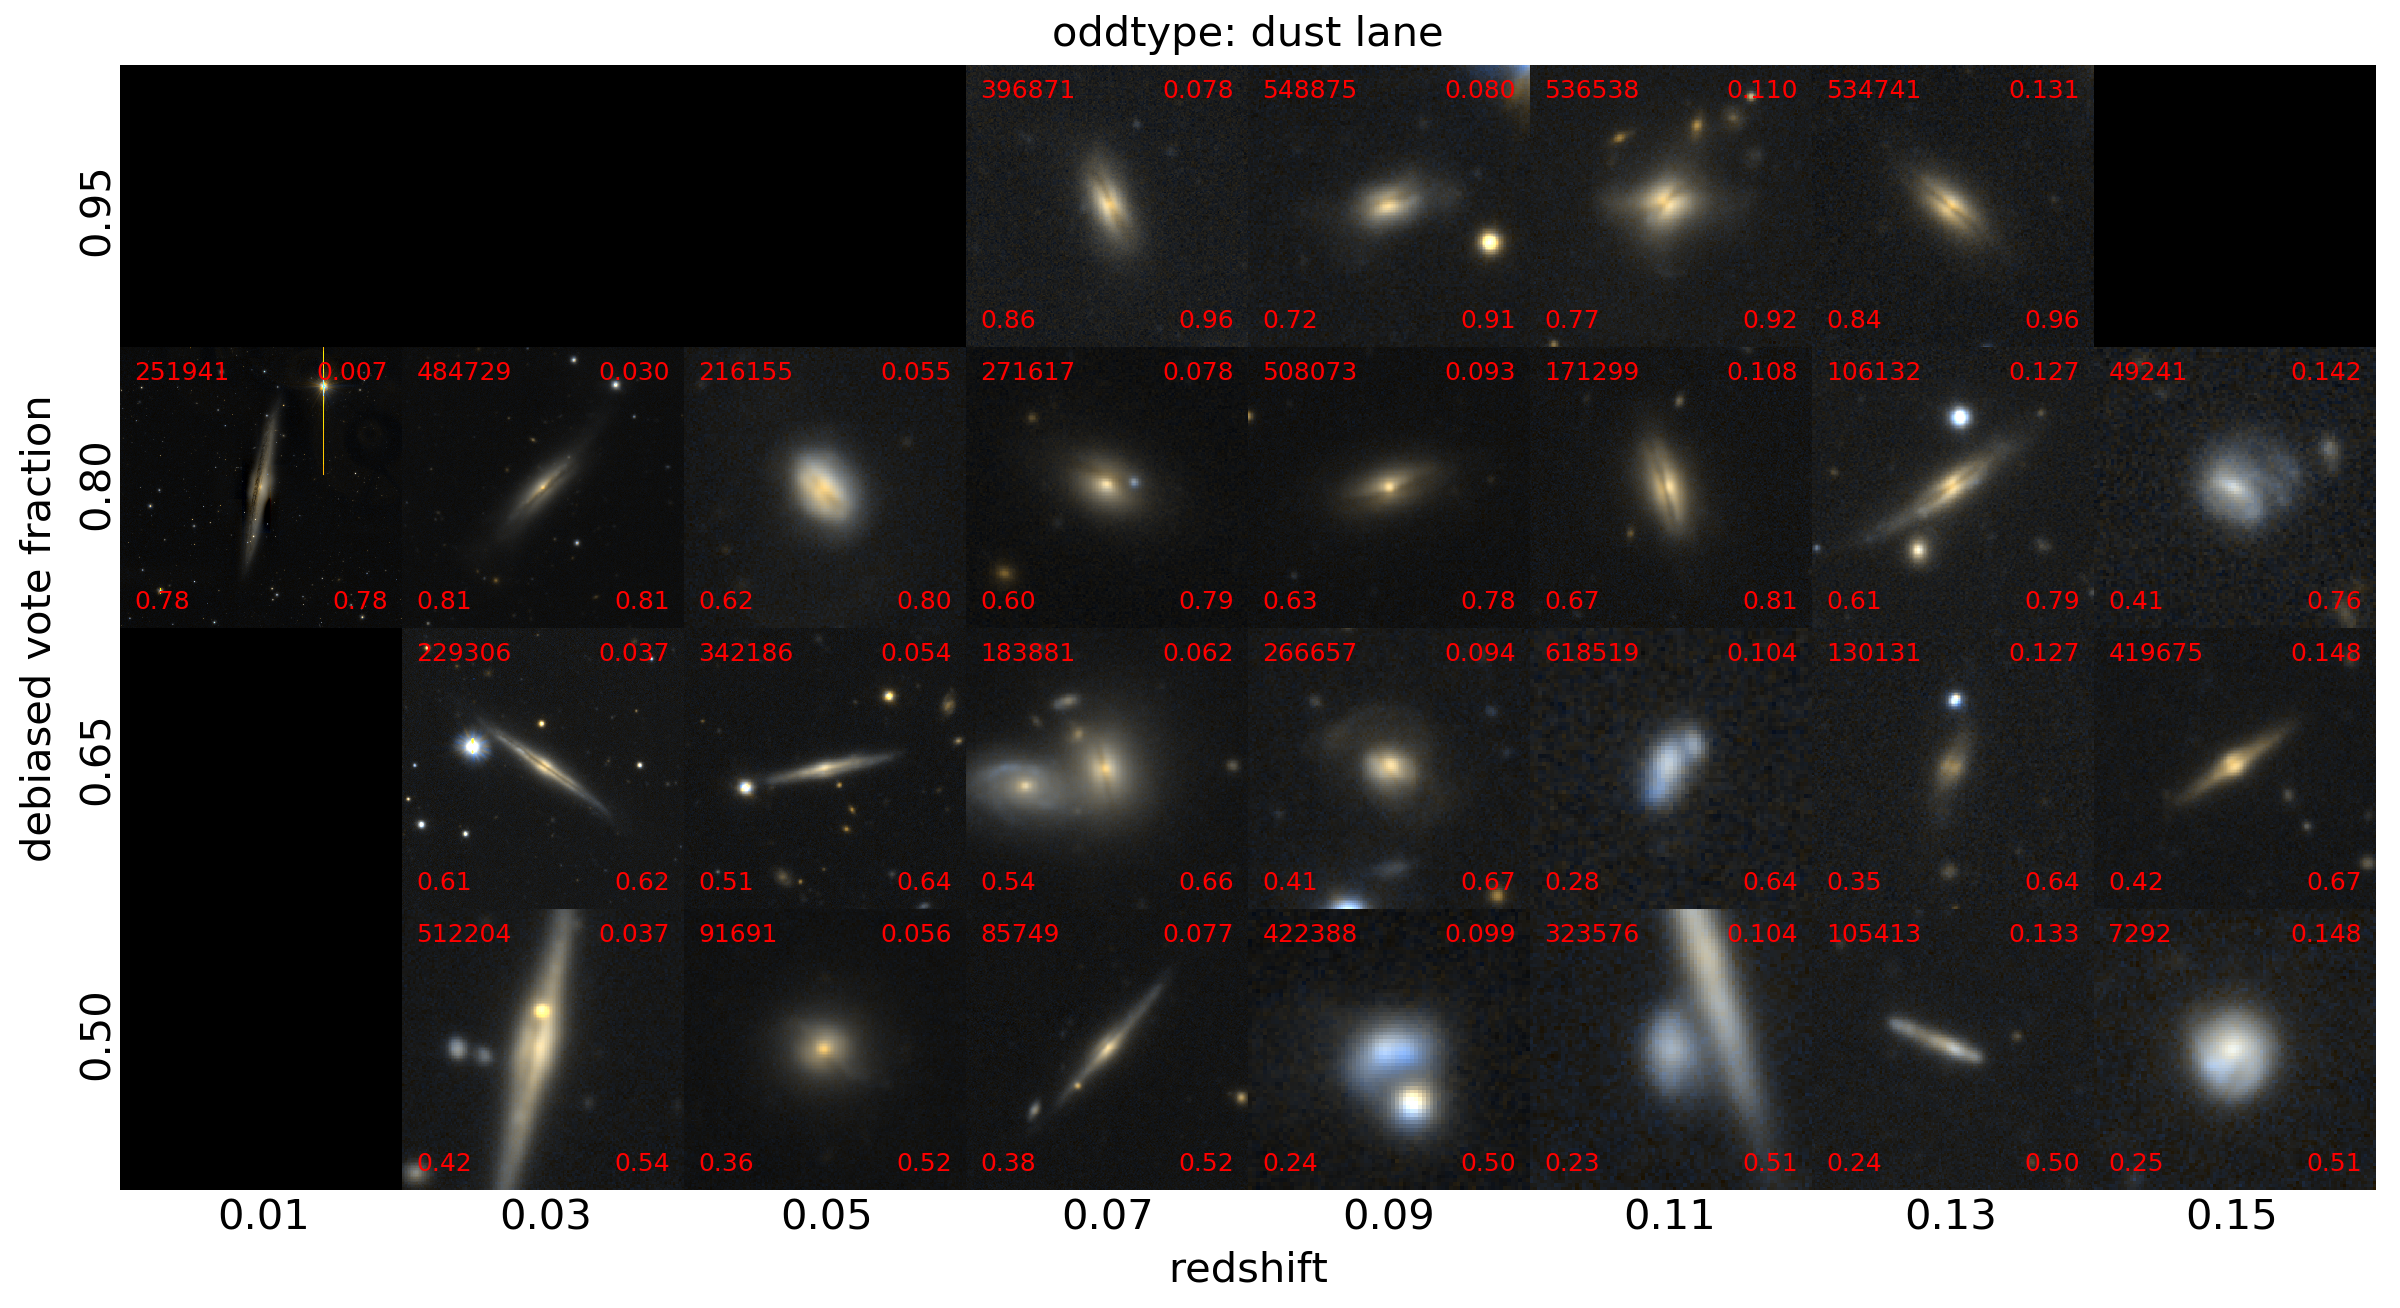 oddtype: dust lane
396871 0.078 548875 0.080 536538 0.110 534741 0.131
0.95
0.86 0.96 0.72 0.91 0.77 0.92 0.84 0.96
251941 0.007 484729 0.030 216155 0.055 271617 0.078 508073 0.093 171299 0.108 106132 0.127 49241 0.142
0.80
0.78 0.78 0.81 0.81 0.62 0.80 0.60 0.79 0.63 0.78 0.67 0.81 0.61 0.79 0.41 0.76
debiased vote fraction
229306 0.037 342186 0.054 183881 0.062 266657 0.094 618519 0.104 130131 0.127 419675 0.148
0.65
0.61 0.62 0.51 0.64 0.54 0.66 0.41 0.67 0.28 0.64 0.35 0.64 0.42 0.67
512204 0.037 91691 0.056 85749 0.077 422388 0.099 323576 0.104 105413 0.133 7292 0.148
0.50
0.42 0.54 0.36 0.52 0.38 0.52 0.24 0.50 0.23 0.51 0.24 0.50 0.25 0.51
0.01 0.03 0.05 0.07 0.09 0.11 0.13 0.15
redshift